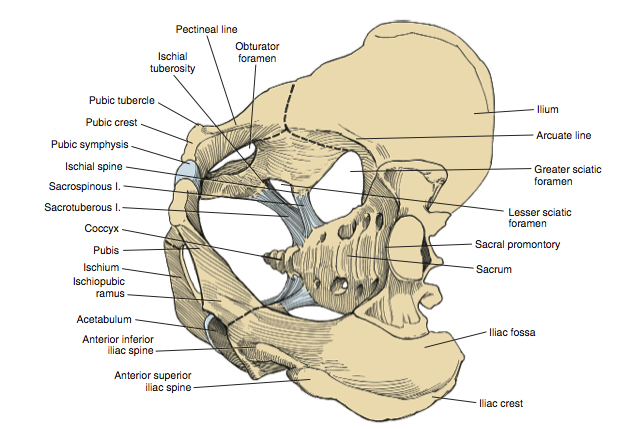 Pectineal line
Obturator
foramen
Ischial
tuberosity
Pubic tubercle
Pubic crest
Pubic symphysis
Ischial spine
Sacrospinous l.
Sacrotuberous l.
Coccyx
Pubis
Ischium
Ischiopubic
ramus
Acetabulum
Anterior inferior
iliac spine
Anterior superior
iliac spine
Ilium
Arcuate line
Greater sciatic
foramen
Lesser sciatic
foramen
Sacral promontory
Sacrum
Iliac fossa
Iliac crest